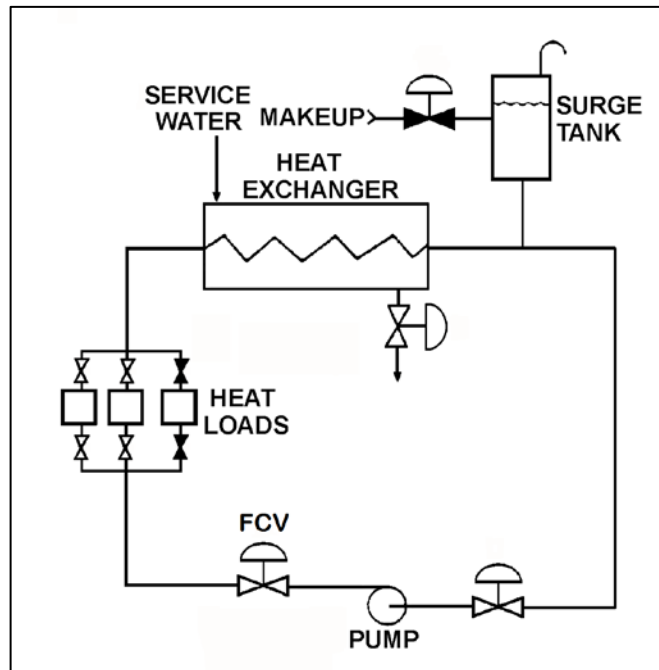 SERVICE
WATER
MAKEUP
SURGE
TANK
HEAT
EXCHANGER
HEAT
LOADS
FCV
PUMP